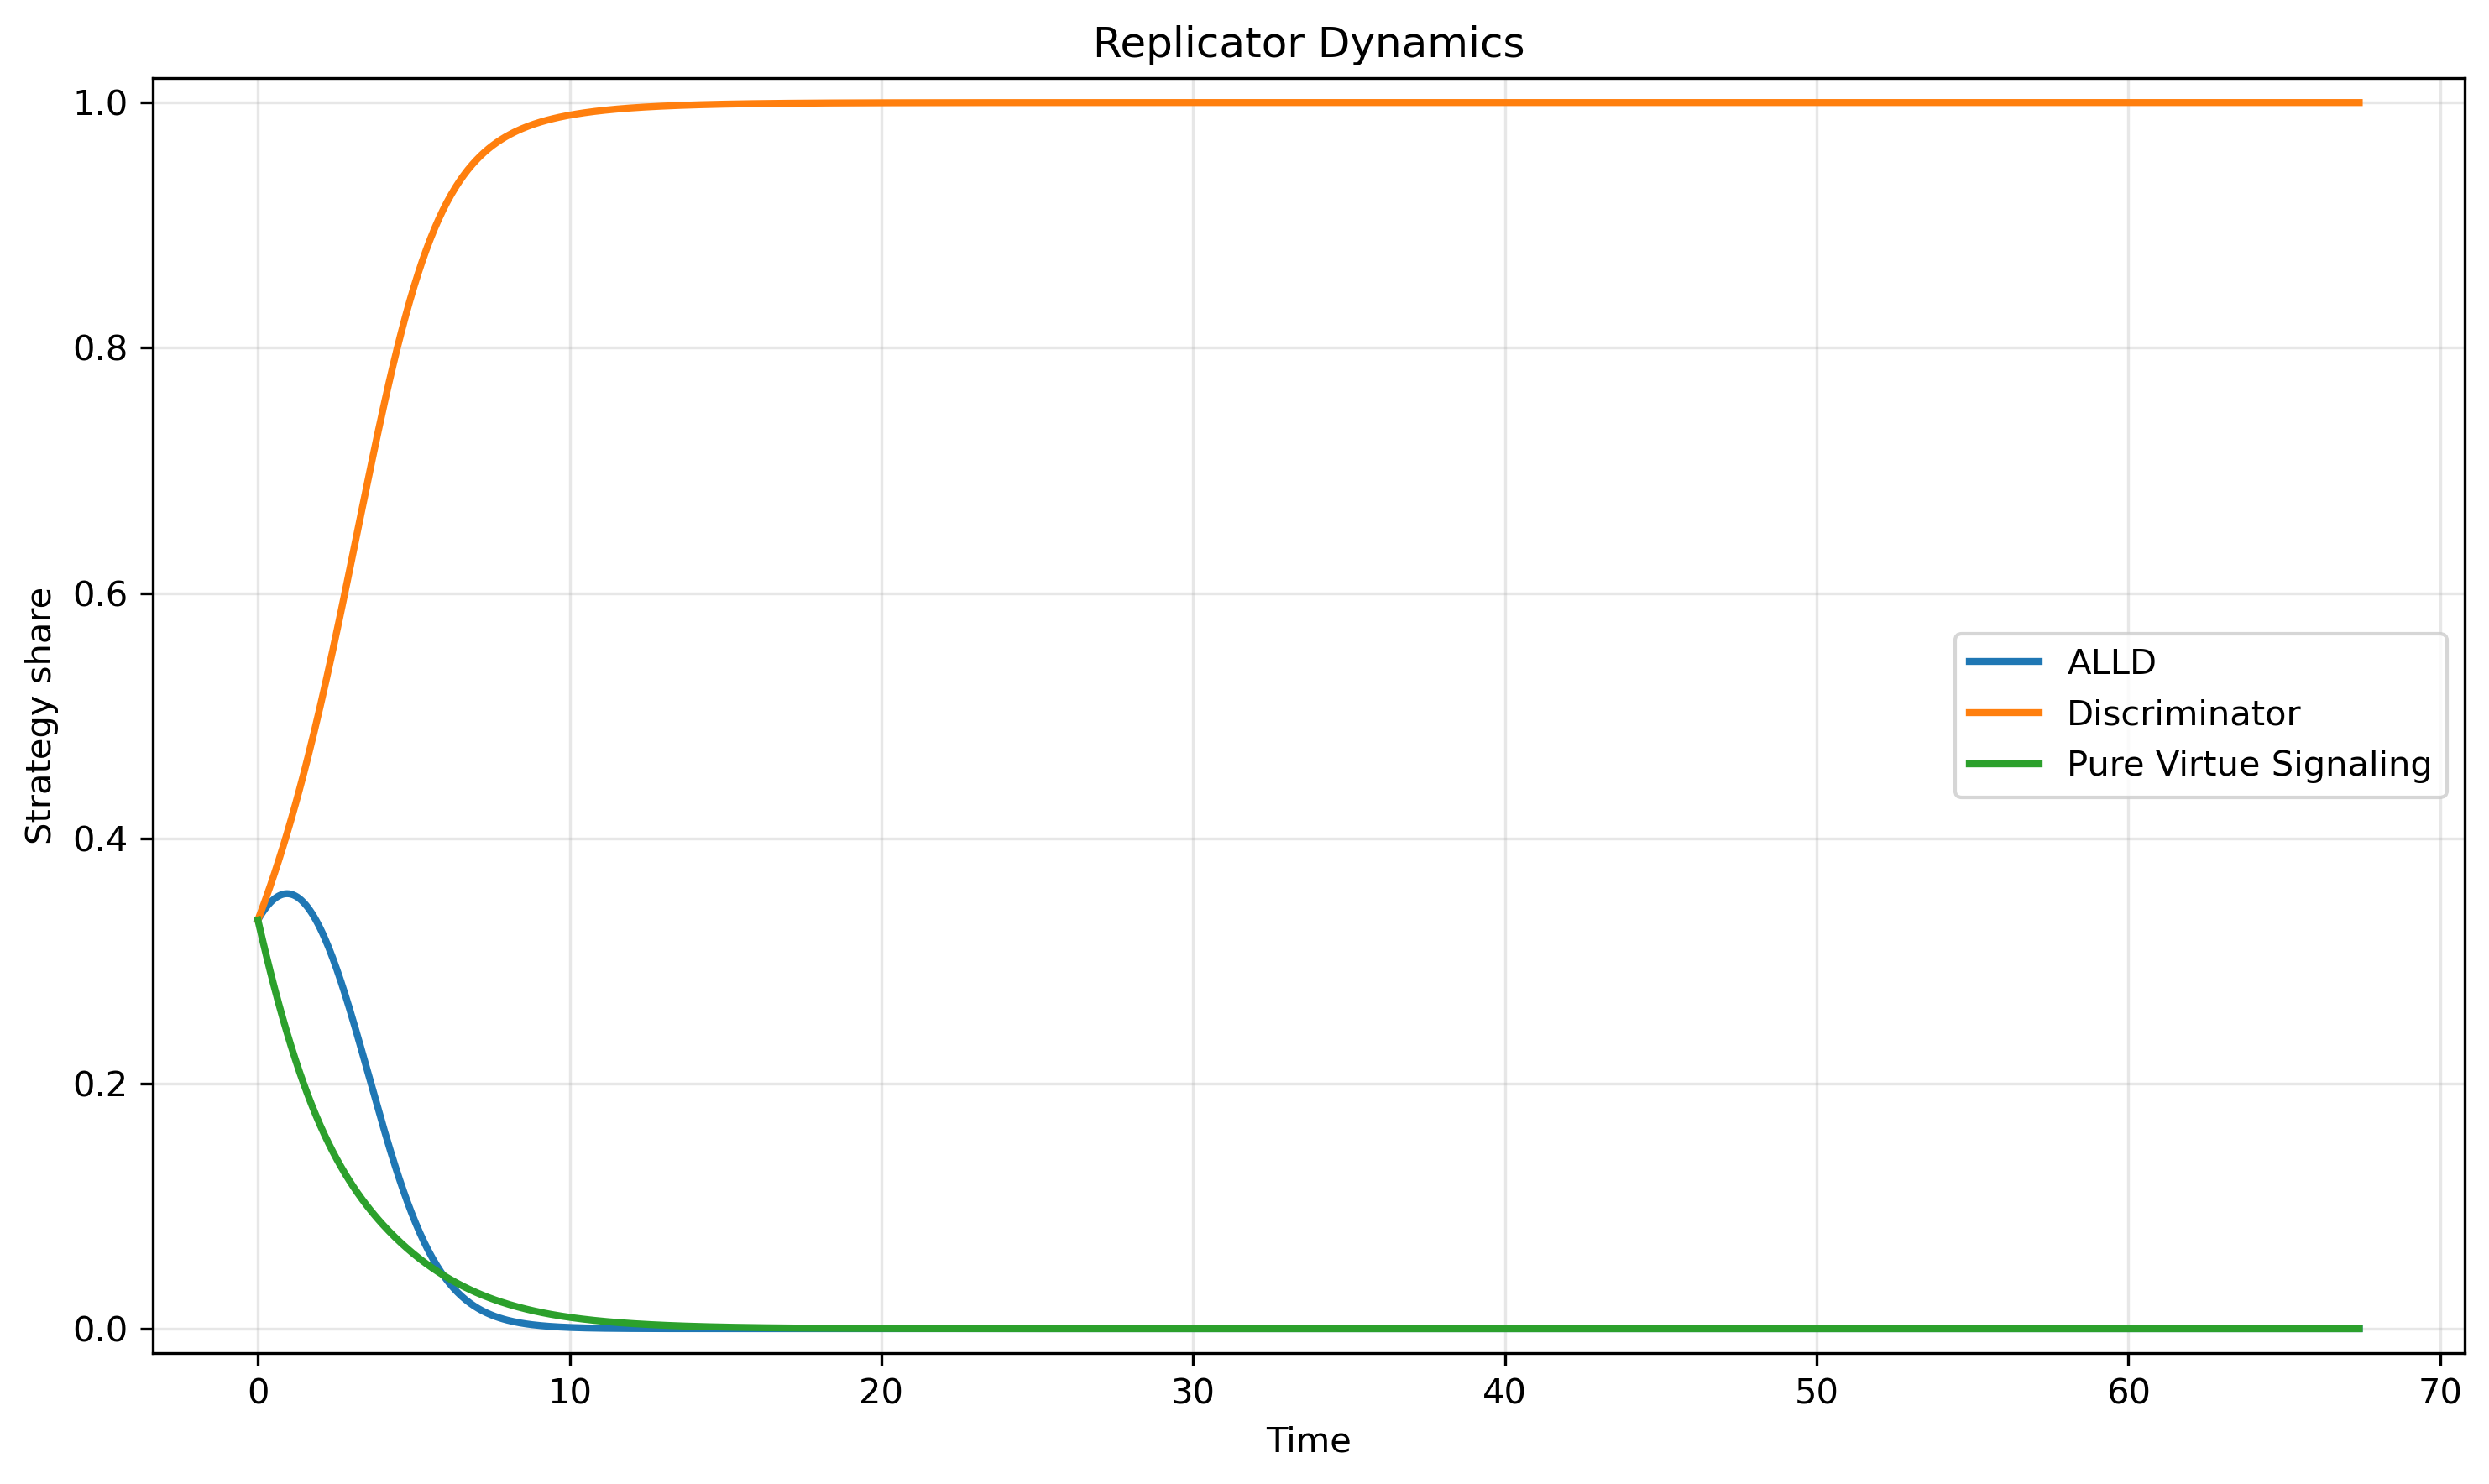 Replicator Dynamics
1.0
0.8
0.6
0.4
0.2
0.0
Strategy share
ALLD
Discriminator
Pure Virtue Signaling
0 10 20 30 40 50 60 70
Time